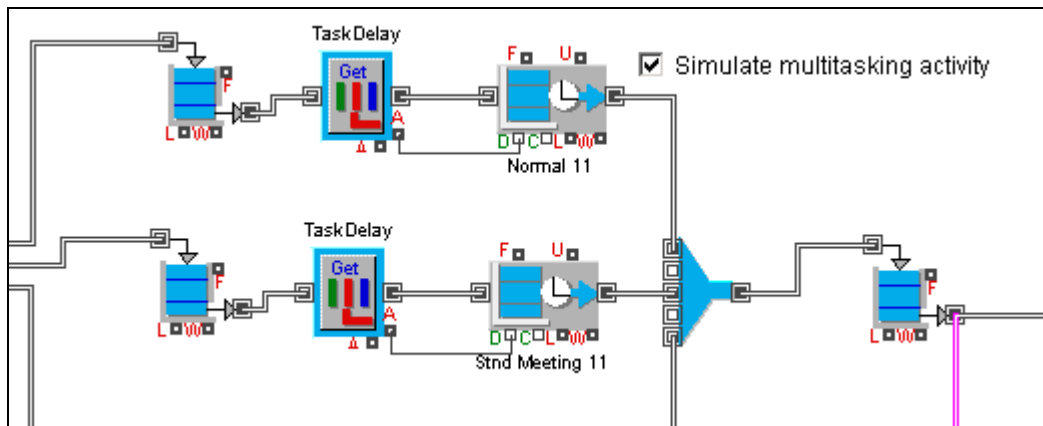 TaskDelay
F U
Simulate multitasking activity
Get
F
A
L W
Δ
D C L W
Normal 11
TaskDelay
F U
Get
F
F
A
L W
Δ
D C L W
L W
Stnd Meeting 11